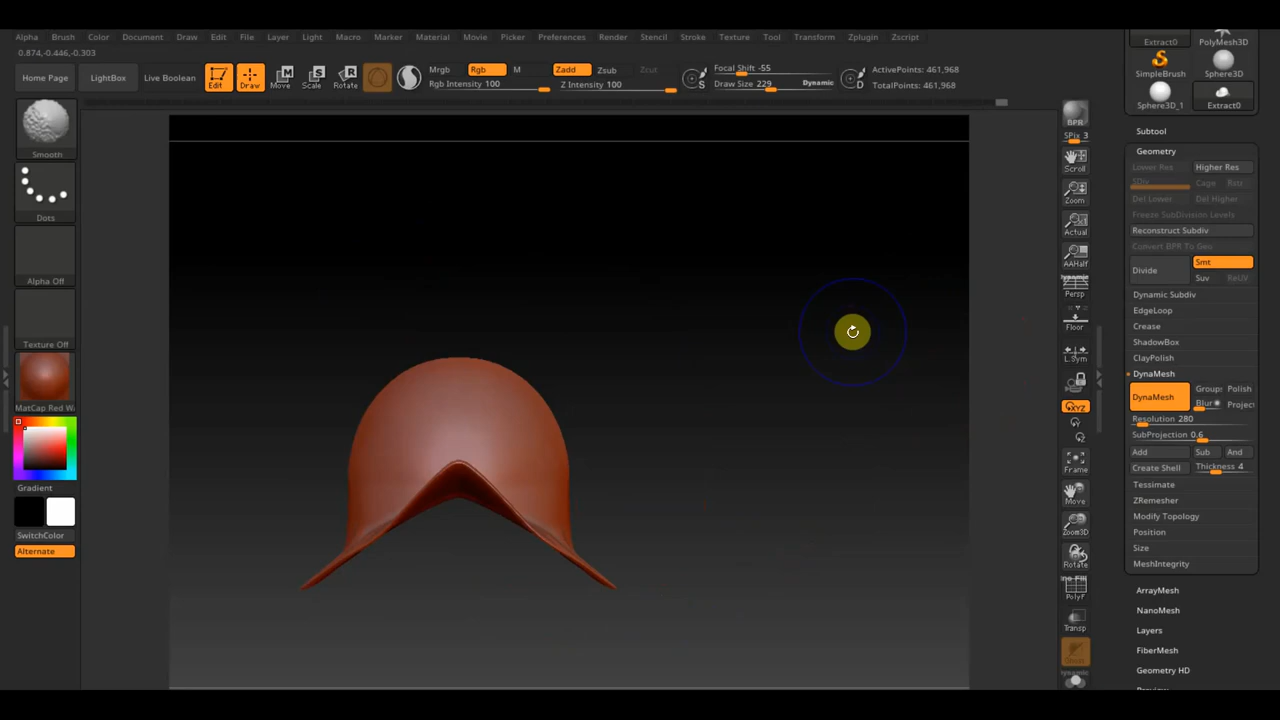 Alpha Brush Color Document Draw Edit File Layer Light Macro Marker Material Movie Picker Preferences Render Stencil Stroke Texture Tool Transform Zplugin Zscript
0.874,-0.446,-0.303
Home Page
LightBox
Live Boolean
Edit
Draw
Move
Scale
Rotate
Mrgb Rgb M
Rgb Intensity 100
Zadd Zsub Zcut
Z Intensity 100
S
Focal Shift -55
Draw Size 229 Dynamic
D
ActivePoints: 461,968
TotalPoints: 461,968
Smooth
Dots
Alpha Off
Texture Off
MatCap Red Wa
Gradient
SwitchColor
Alternate
BPR
SPix 3
Scroll
Zoom
Actual
AAHalf
Persp
Floor
L.Sym
XYZ
Frame
Move
Zoom3D
Rotate
PolyF
Transp
Extract0 PolyMesh3D
SimpleBrush Sphere3D
Sphere3D_1 Extract0
Subtool
Geometry
Lower Res Higher Res
SDiv Cage Rstr
Del Lower Del Higher
Freeze SubDivision Levels
Reconstruct Subdiv
Convert BPR To Geo
Divide Smt
Suv ReUV
Dynamic Subdiv
EdgeLoop
Crease
ShadowBox
ClayPolish
DynaMesh
DynaMesh Groups Polish
Blur Project
Resolution 280
SubProjection 0.6
Add Sub And
Create Shell Thickness 4
Tessimate
ZRemesher
Modify Topology
Position
Size
MeshIntegrity
ArrayMesh
NanoMesh
Layers
FiberMesh
Geometry HD